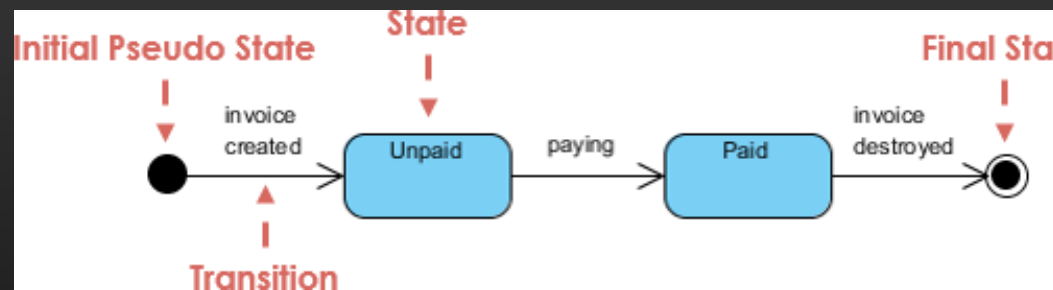 State
Initial Pseudo State
Final Sta
invoice
created
Unpaid
paying
Paid
invoice
destroyed
Transition